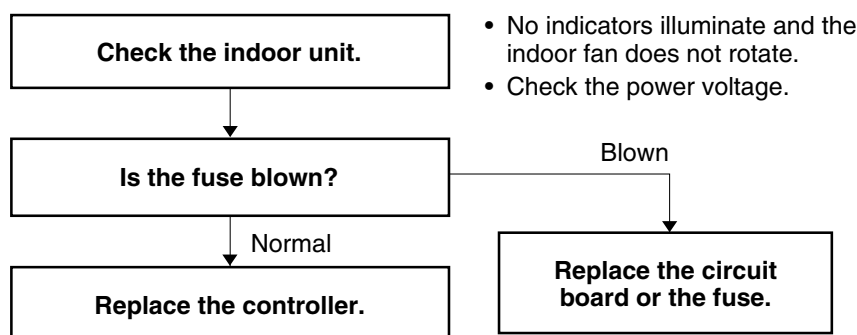 Check the indoor unit.
• No indicators illuminate and the
indoor fan does not rotate.
• Check the power voltage.
Is the fuse blown?
Blown
Normal
Replace the circuit
board or the fuse.
Replace the controller.